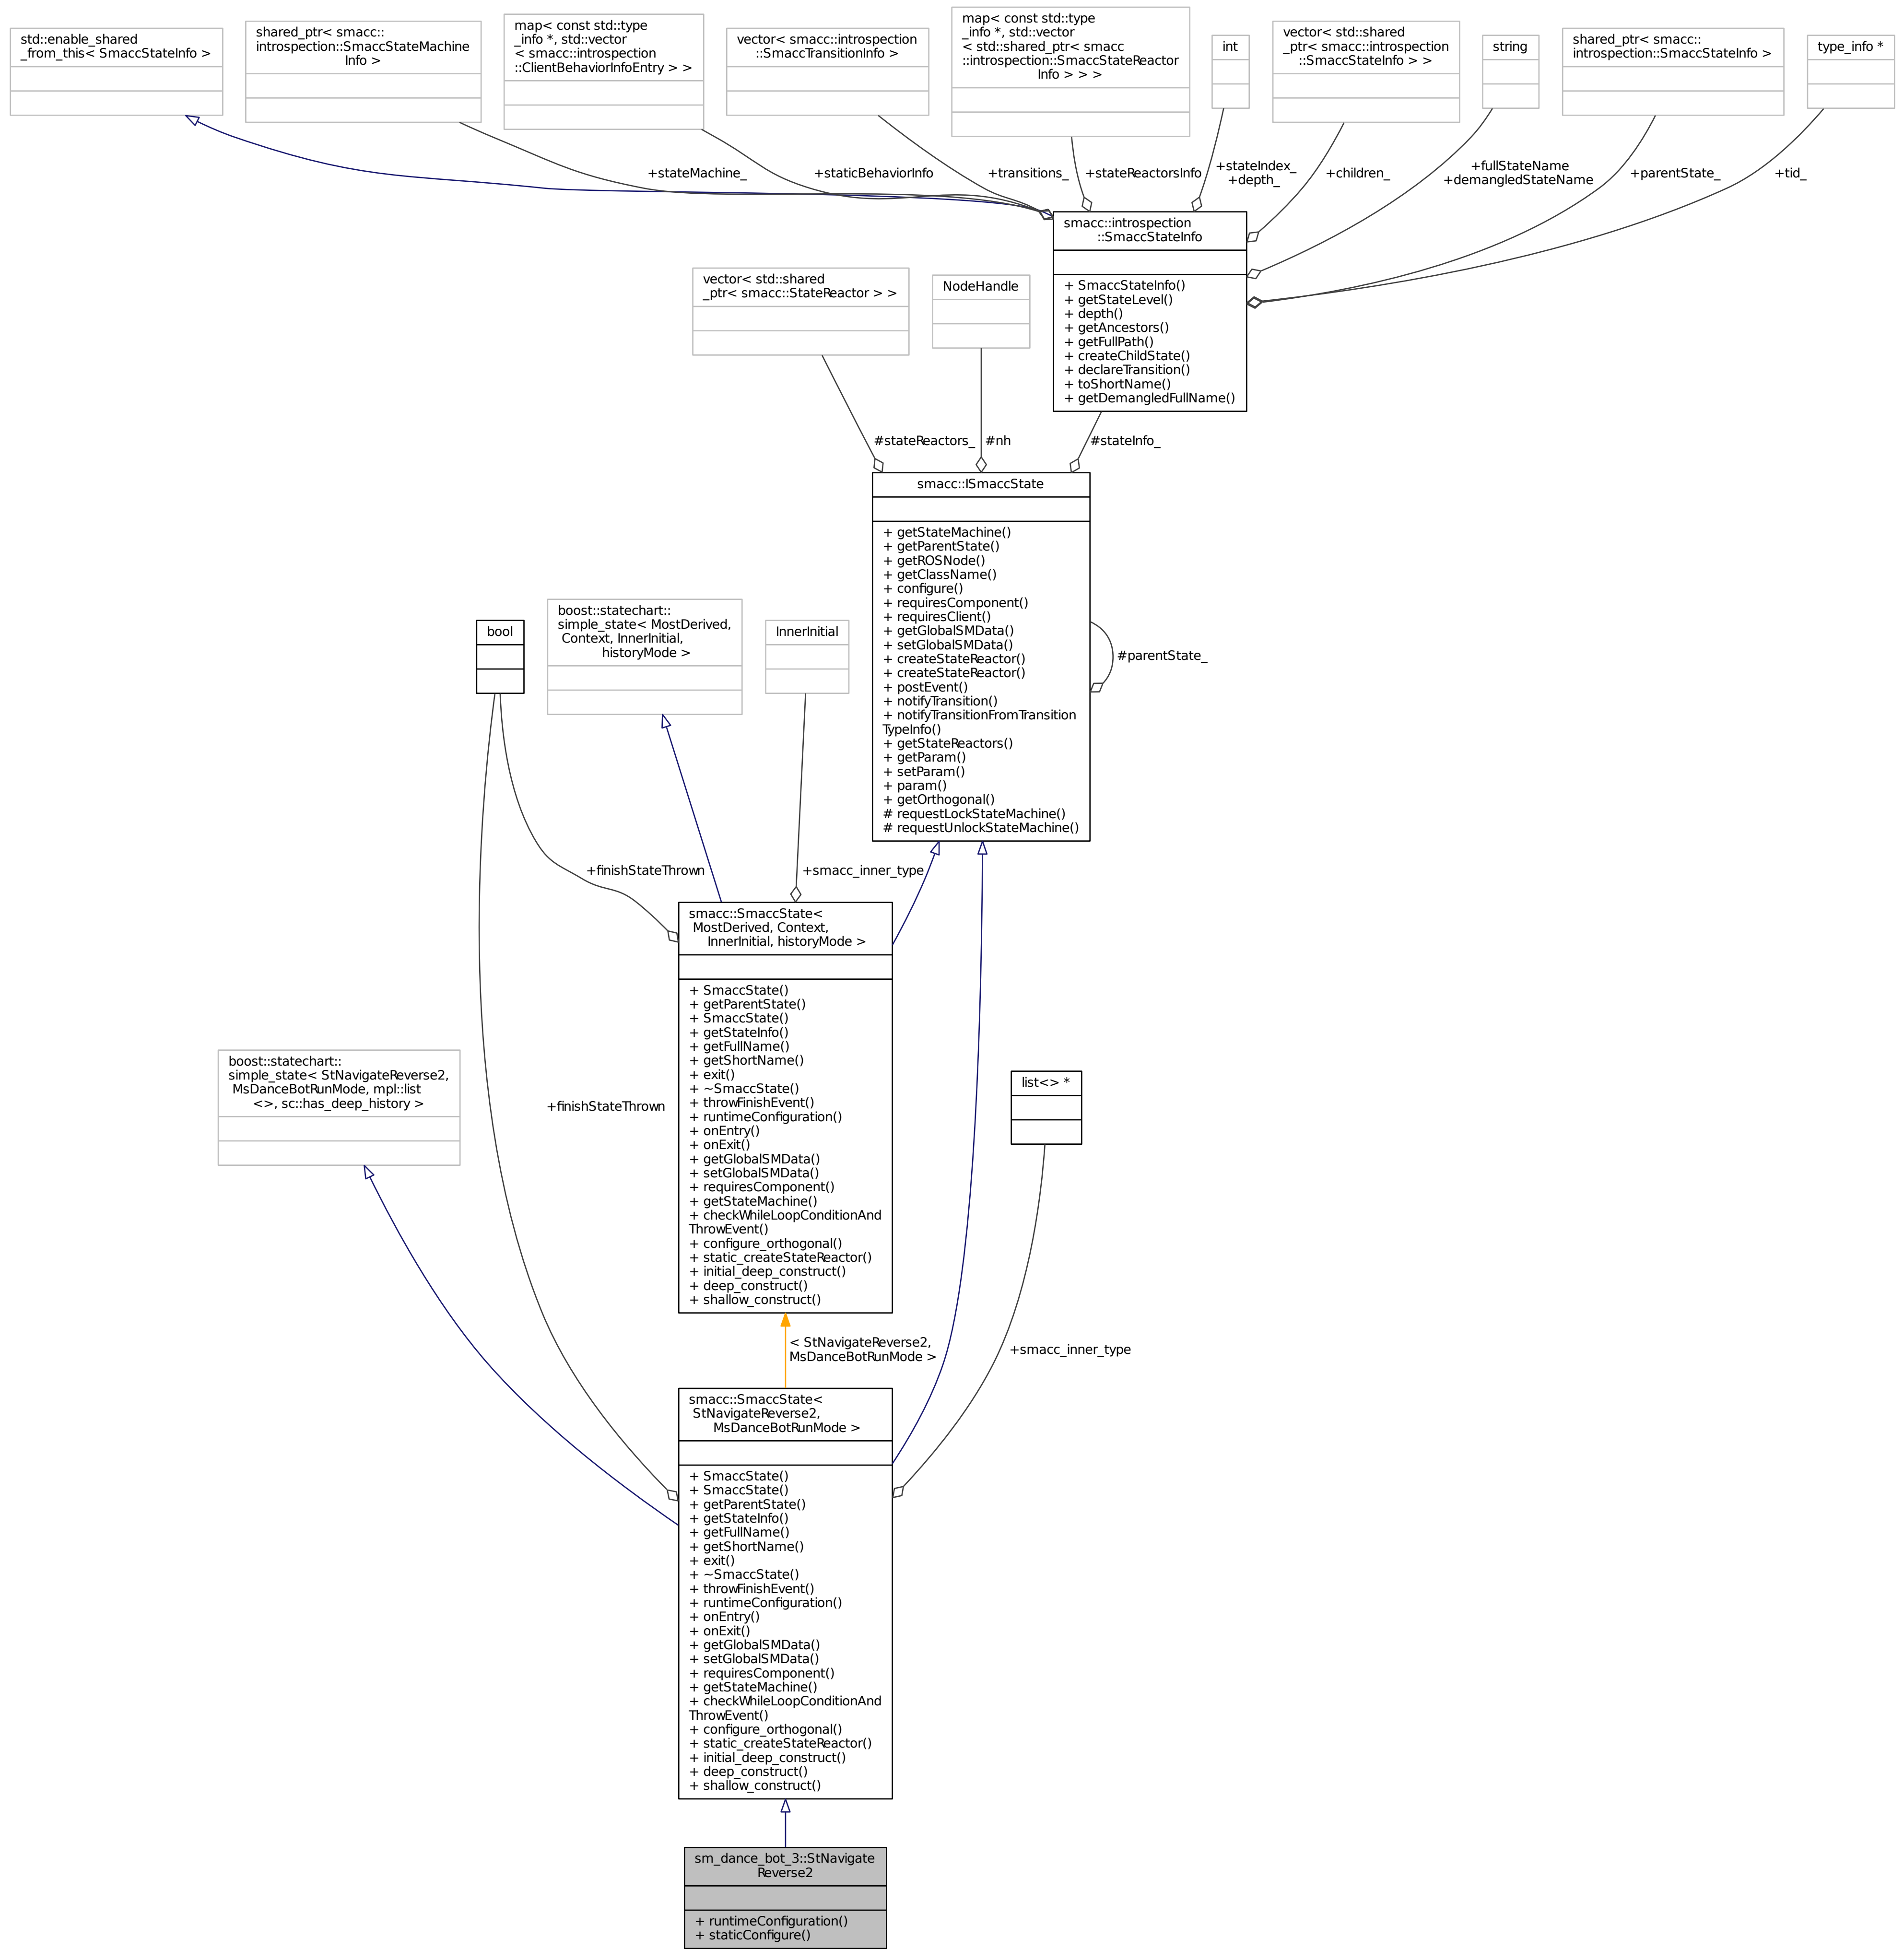 std::enable_shared
_from_this< SmaccStateInfo >
shared_ptr< smacc::
introspection::SmaccStateMachine
Info >
map< const std::type
_info *, std::vector
< smacc::introspection
::ClientBehaviorInfoEntry > >
vector< smacc::introspection
::SmaccTransitionInfo >
map< const std::type
_info *, std::vector
< std::shared_ptr< smacc
::introspection::SmaccStateReactor
Info > > >
int
vector< std::shared
_ptr< smacc::introspection
::SmaccStateInfo > >
string
shared_ptr< smacc::
introspection::SmaccStateInfo >
type_info *
+stateMachine_
+staticBehaviorInfo
+transitions_
+stateReactorsInfo
+stateIndex_
+depth_
+children_
+fullStateName
+demangledStateName
+parentState_
+tid_
smacc::introspection
::SmaccStateInfo
+ SmaccStateInfo()
+ getStateLevel()
+ depth()
+ getAncestors()
+ getFullPath()
+ createChildState()
+ declareTransition()
+ toShortName()
+ getDemangledFullName()
vector< std::shared
_ptr< smacc::StateReactor > >
NodeHandle
#stateReactors_
#nh
#stateInfo_
smacc::ISmaccState
+ getStateMachine()
+ getParentState()
+ getROSNode()
+ getClassName()
+ configure()
+ requiresComponent()
+ requiresClient()
+ getGlobalSMData()
+ setGlobalSMData()
+ createStateReactor()
+ createStateReactor()
+ postEvent()
+ notifyTransition()
+ notifyTransitionFromTransition
TypeInfo()
+ getStateReactors()
+ getParam()
+ setParam()
+ param()
+ getOrthogonal()
# requestLockStateMachine()
# requestUnlockStateMachine()
#parentState_
bool
boost::statechart::
simple_state< MostDerived,
Context, InnerInitial,
historyMode >
InnerInitial
+finishStateThrown
+smacc_inner_type
smacc::SmaccState<
MostDerived, Context,
InnerInitial, historyMode >
+ SmaccState()
+ getParentState()
+ SmaccState()
+ getStateInfo()
+ getFullName()
+ getShortName()
+ exit()
+ ~SmaccState()
+ throwFinishEvent()
+ runtimeConfiguration()
+ onEntry()
+ onExit()
+ getGlobalSMData()
+ setGlobalSMData()
+ requiresComponent()
+ getStateMachine()
+ checkWhileLoopConditionAnd
ThrowEvent()
+ configure_orthogonal()
+ static_createStateReactor()
+ initial_deep_construct()
+ deep_construct()
+ shallow_construct()
boost::statechart::
simple_state< StNavigateReverse2,
MsDanceBotRunMode, mpl::list
<>, sc::has_deep_history >
+finishStateThrown
list<> *
< StNavigateReverse2,
MsDanceBotRunMode >
+smacc_inner_type
smacc::SmaccState<
StNavigateReverse2,
MsDanceBotRunMode >
+ SmaccState()
+ SmaccState()
+ getParentState()
+ getStateInfo()
+ getFullName()
+ getShortName()
+ exit()
+ ~SmaccState()
+ throwFinishEvent()
+ runtimeConfiguration()
+ onEntry()
+ onExit()
+ getGlobalSMData()
+ setGlobalSMData()
+ requiresComponent()
+ getStateMachine()
+ checkWhileLoopConditionAnd
ThrowEvent()
+ configure_orthogonal()
+ static_createStateReactor()
+ initial_deep_construct()
+ deep_construct()
+ shallow_construct()
sm_dance_bot_3::StNavigate
Reverse2
+ runtimeConfiguration()
+ staticConfigure()